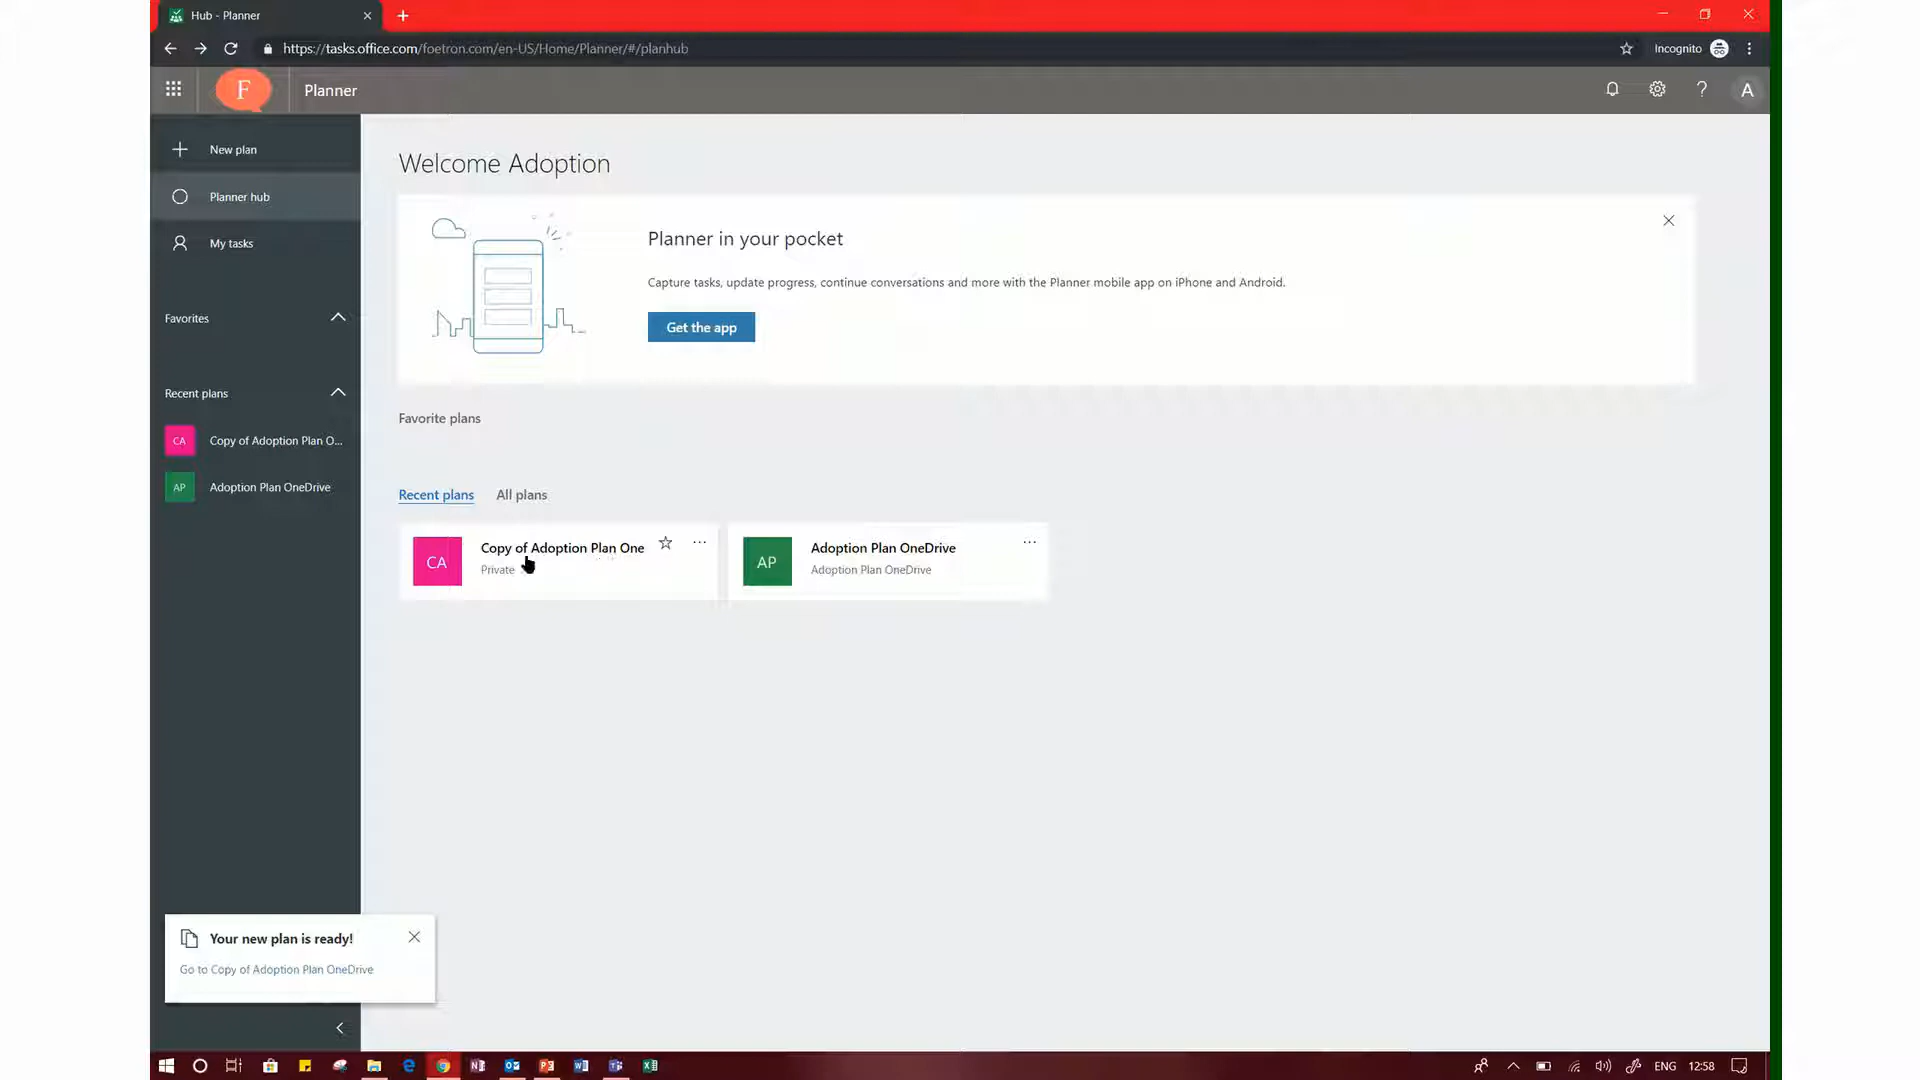 Hub - Planner
https://tasks.office.com/foetron.com/en-US/Home/Planner/#/planhub
Incognito
F
Planner
?
A
New plan
Planner hub
My tasks
Favorites
Recent plans
CA
Copy of Adoption Plan O...
AP
Adoption Plan OneDrive
Welcome Adoption
Planner in your pocket
Capture tasks, update progress, continue conversations and more with the Planner mobile app on iPhone and Android.
Get the app
Favorite plans
Recent plans
All plans
CA
Copy of Adoption Plan One
Private
AP
Adoption Plan OneDrive
Adoption Plan OneDrive
Your new plan is ready!
Go to Copy of Adoption Plan OneDrive
ENG
12:58